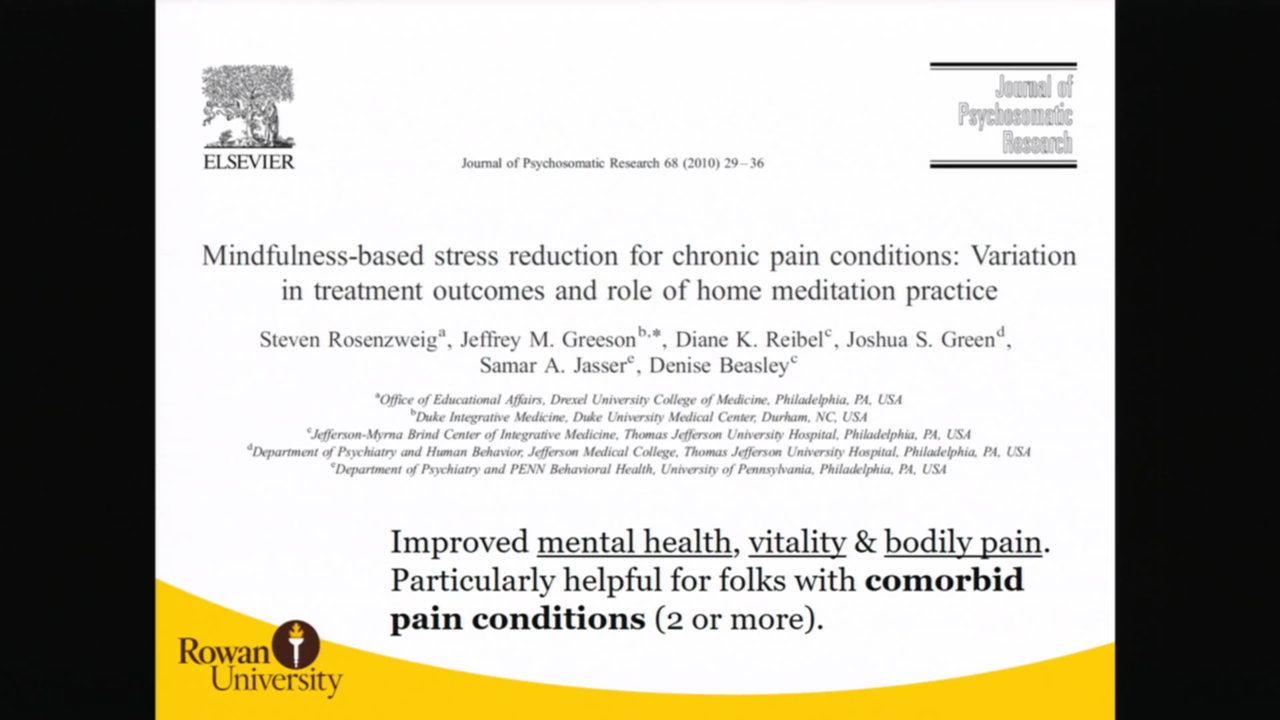 ELSEVIER
Journal of
Psychosomatic
Research
Journal of Psychosomatic Research 68 (2010) 29–36
Mindfulness-based stress reduction for chronic pain conditions: Variation
in treatment outcomes and role of home meditation practice
Steven Rosenzweigᵃ, Jeffrey M. Greesonᵇ,*, Diane K. Reibelᶜ, Joshua S. Greenᵈ,
Samar A. Jasserᵉ, Denise Beasleyᶜ
ᵃOffice of Educational Affairs, Drexel University College of Medicine, Philadelphia, PA, USA
ᵇDuke Integrative Medicine, Duke University Medical Center, Durham, NC, USA
ᶜJefferson-Myrna Brind Center of Integrative Medicine, Thomas Jefferson University Hospital, Philadelphia, PA, USA
ᵈDepartment of Psychiatry and Human Behavior, Jefferson Medical College, Thomas Jefferson University Hospital, Philadelphia, PA, USA
ᵉDepartment of Psychiatry and PENN Behavioral Health, University of Pennsylvania, Philadelphia, PA, USA
Improved mental health, vitality & bodily pain.
Particularly helpful for folks with comorbid
pain conditions (2 or more).
Rowan
University